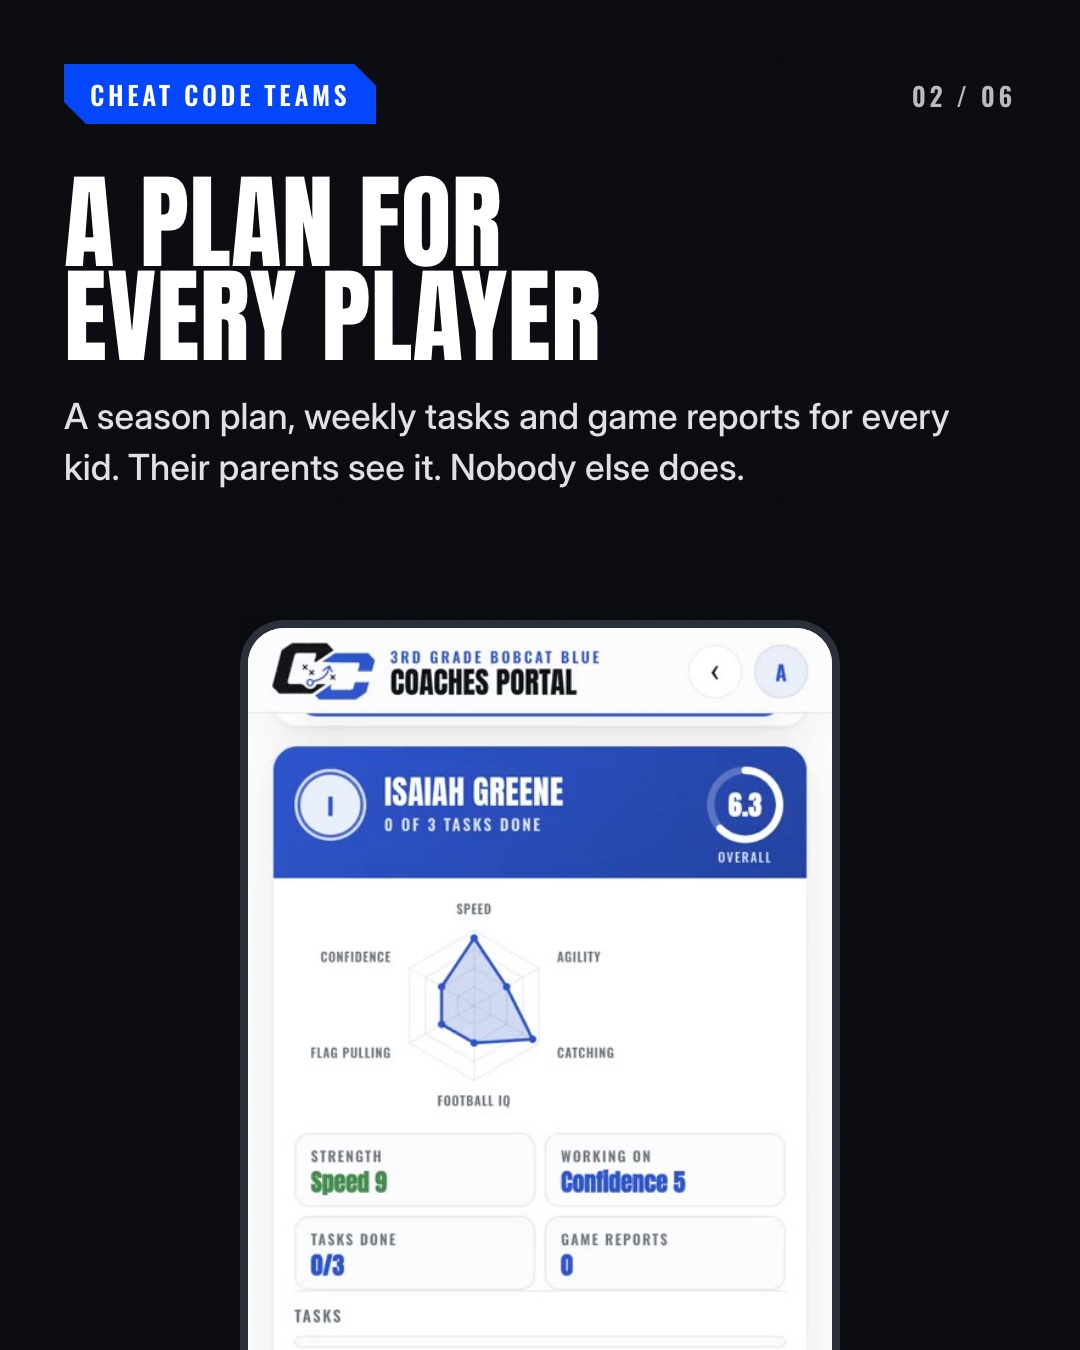 CHEAT CODE TEAMS
02 / 06
A PLAN FOR
EVERY PLAYER
A season plan, weekly tasks and game reports for every
kid. Their parents see it. Nobody else does.
3RD GRADE BOBCAT BLUE
COACHES PORTAL
A
I
ISAIAH GREENE
0 OF 3 TASKS DONE
6.3
OVERALL
SPEED
CONFIDENCE
AGILITY
FLAG PULLING
CATCHING
FOOTBALL IQ
STRENGTH
Speed 9
WORKING ON
Confidence 5
TASKS DONE
0/3
GAME REPORTS
0
TASKS